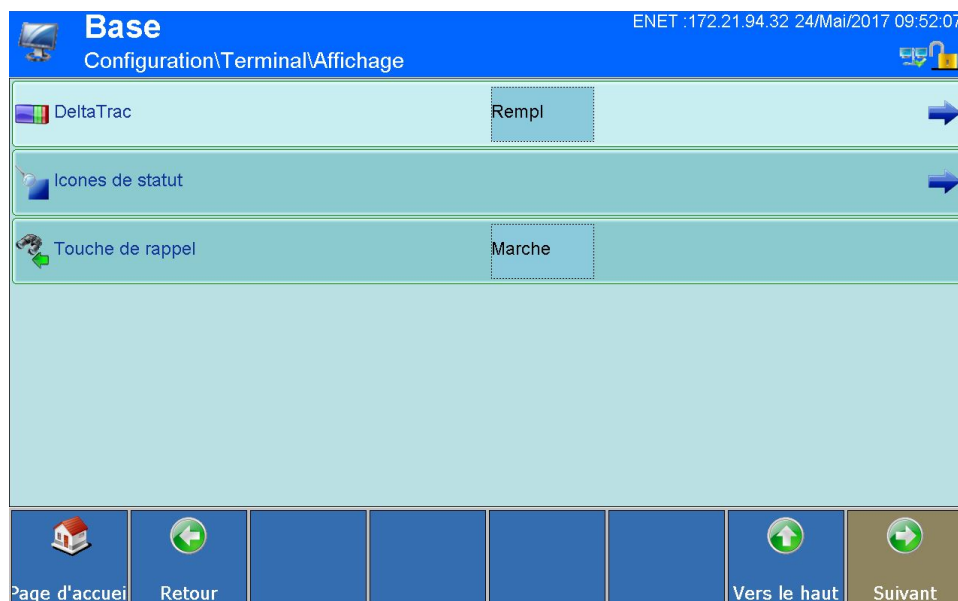 Base
ENET :172.21.94.32 24/Mai/2017 09:52:07
Configuration\Terminal\Affichage
DeltaTrac Rempl
Icones de statut
Touche de rappel Marche
Page d'accueil Retour Vers le haut Suivant